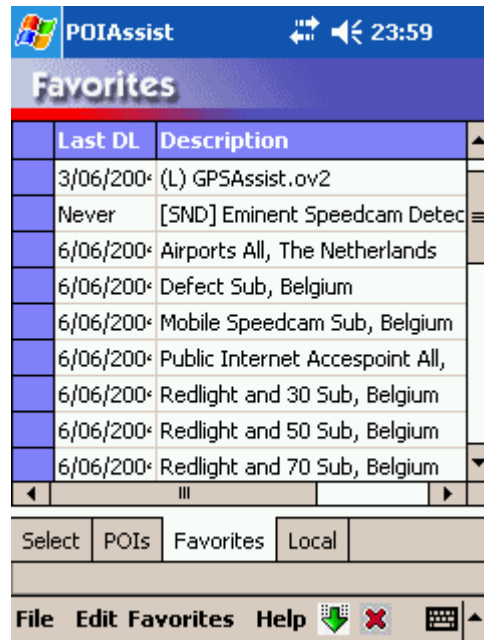 POIAssist 23:59
Favorites
Last DL Description
3/06/200 (L) GPSAssist.ov2
Never [SND] Eminent Speedcam Detec
6/06/200 Airports All, The Netherlands
6/06/200 Defect Sub, Belgium
6/06/200 Mobile Speedcam Sub, Belgium
6/06/200 Public Internet Accespoint All,
6/06/200 Redlight and 30 Sub, Belgium
6/06/200 Redlight and 50 Sub, Belgium
6/06/200 Redlight and 70 Sub, Belgium
Select POIs Favorites Local
File Edit Favorites Help